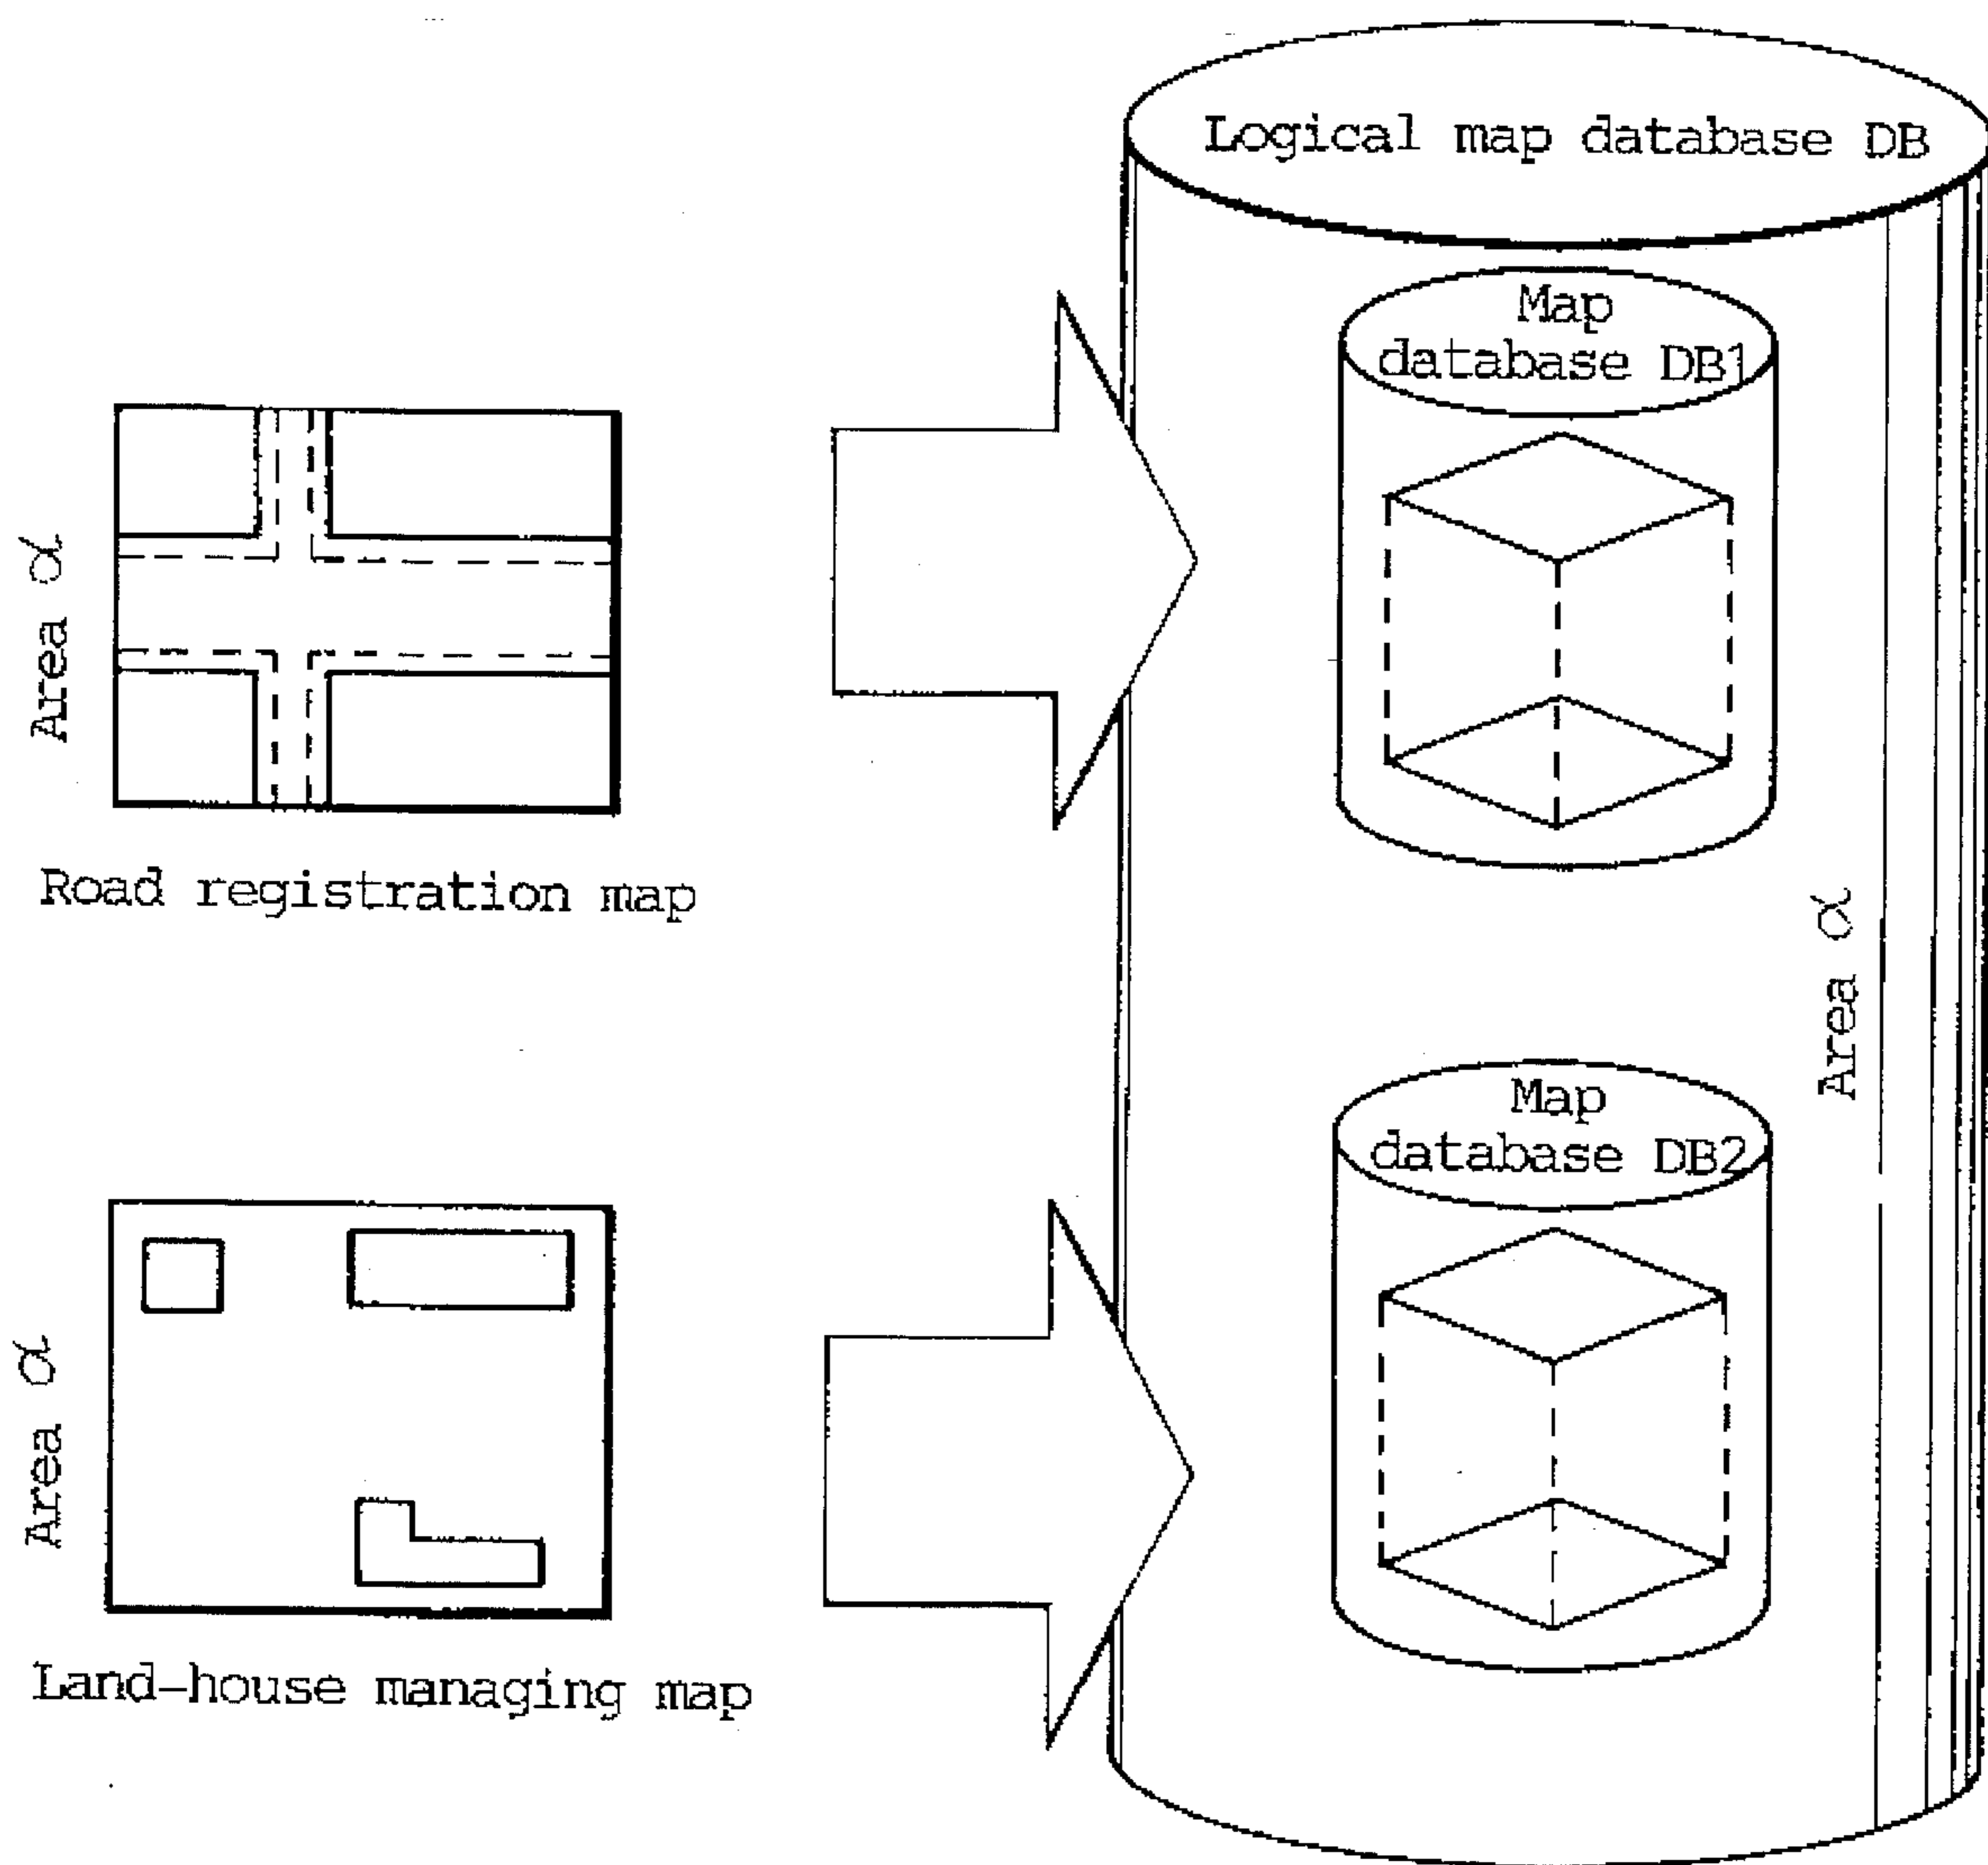 Logical map database DB
Map
database DB1
Area α
Road registration map
Area α
Map
database DB2
Area α
Land-house managing map